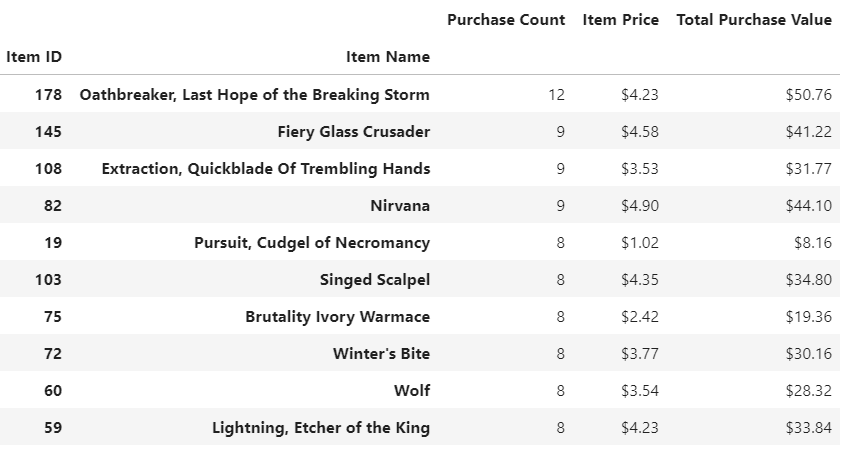 Purchase Count Item Price Total Purchase Value
Item ID Item Name
178 Oathbreaker, Last Hope of the Breaking Storm 12 $4.23 $50.76
145 Fiery Glass Crusader 9 $4.58 $41.22
108 Extraction, Quickblade Of Trembling Hands 9 $3.53 $31.77
82 Nirvana 9 $4.90 $44.10
19 Pursuit, Cudgel of Necromancy 8 $1.02 $8.16
103 Singed Scalpel 8 $4.35 $34.80
75 Brutality Ivory Warmace 8 $2.42 $19.36
72 Winter's Bite 8 $3.77 $30.16
60 Wolf 8 $3.54 $28.32
59 Lightning, Etcher of the King 8 $4.23 $33.84